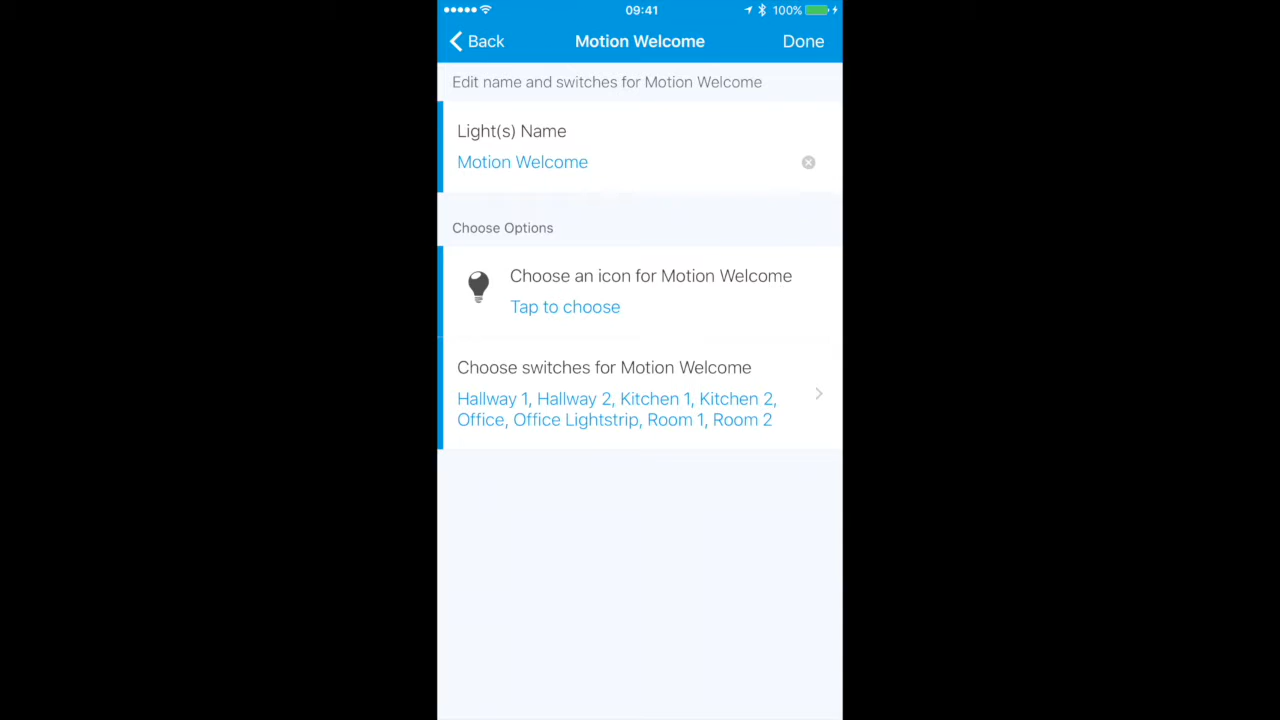 09:41
100%
Back
Motion Welcome
Done
Edit name and switches for Motion Welcome
Light(s) Name
Motion Welcome
Choose Options
Choose an icon for Motion Welcome
Tap to choose
Choose switches for Motion Welcome
Hallway 1, Hallway 2, Kitchen 1, Kitchen 2,
Office, Office Lightstrip, Room 1, Room 2